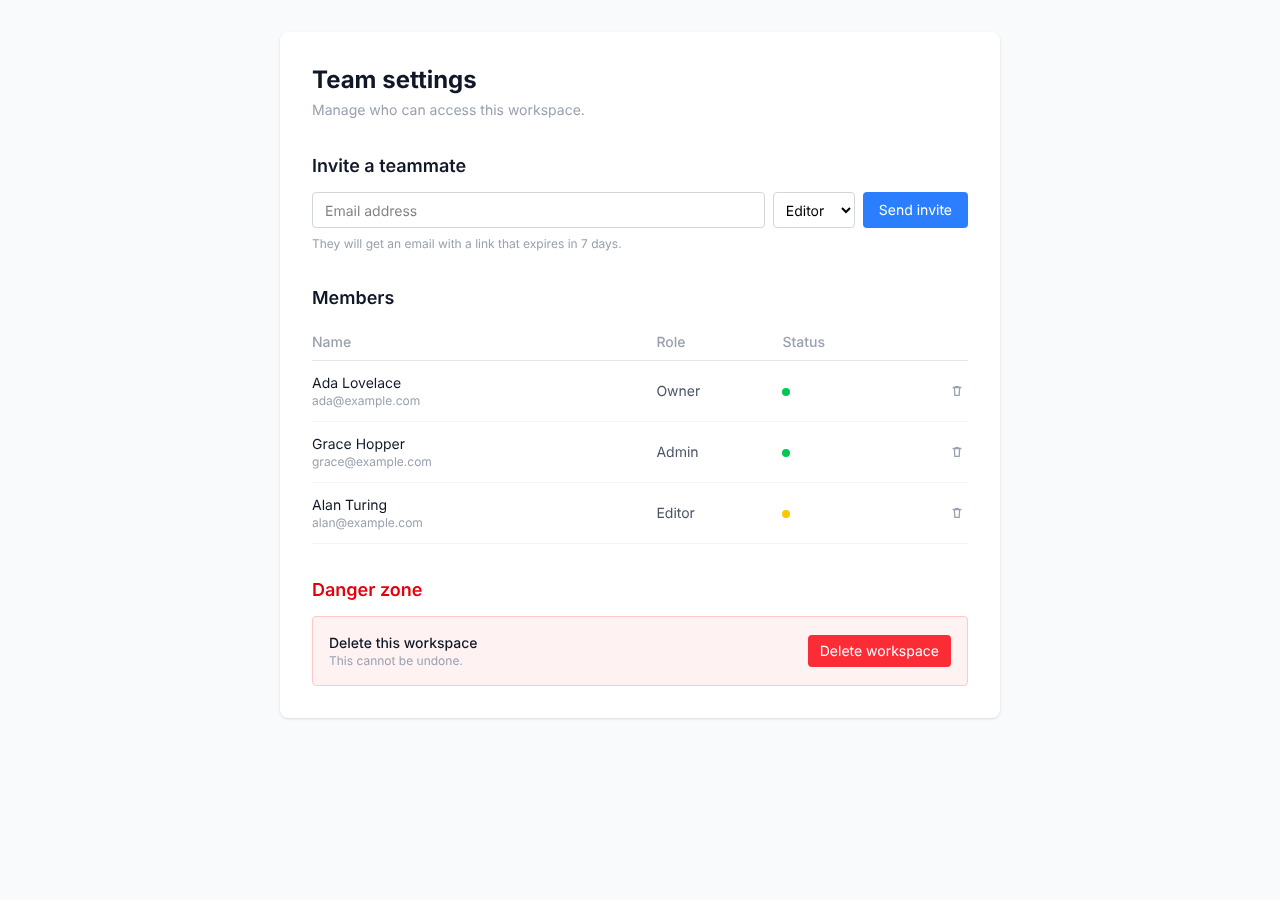 Team settings
Manage who can access this workspace.
Invite a teammate
Email address
Editor
Send invite
They will get an email with a link that expires in 7 days.
Members
Name Role Status
Ada Lovelace
ada@example.com
Owner
Grace Hopper
grace@example.com
Admin
Alan Turing
alan@example.com
Editor
Danger zone
Delete this workspace
This cannot be undone.
Delete workspace